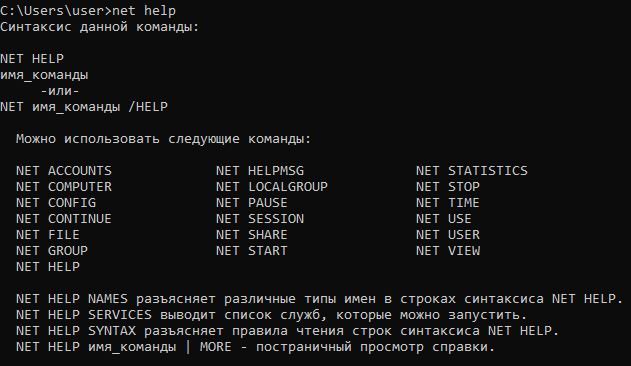 C:\Users\user>net help
Синтаксис данной команды:
NET HELP
имя_команды
-или-
NET имя_команды /HELP
Можно использовать следующие команды:
NET ACCOUNTS NET HELPMSG NET STATISTICS
NET COMPUTER NET LOCALGROUP NET STOP
NET CONFIG NET PAUSE NET TIME
NET CONTINUE NET SESSION NET USE
NET FILE NET SHARE NET USER
NET GROUP NET START NET VIEW
NET HELP
NET HELP NAMES разъясняет различные типы имен в строках синтаксиса NET HELP.
NET HELP SERVICES выводит список служб, которые можно запустить.
NET HELP SYNTAX разъясняет правила чтения строк синтаксиса NET HELP.
NET HELP имя_команды | MORE - постраничный просмотр справки.